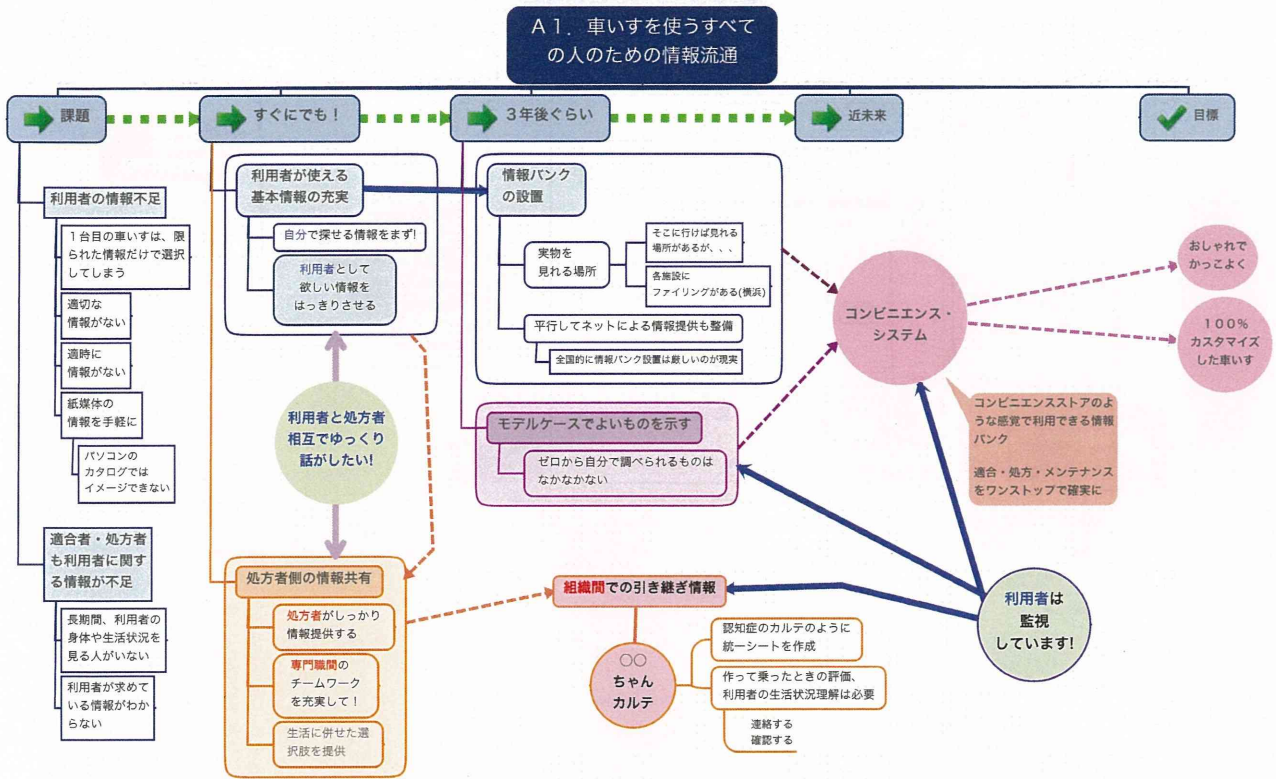 A1．車いすを使うすべて
の人のための情報流通
課題
すぐにでも！
３年後ぐらい
近未来
目標
利用者の情報不足
１台目の車いすは、限
られた情報だけで選択
してしまう
適切な
情報がない
適時に
情報がない
紙媒体の
情報を手軽に
パソコンの
カタログでは
イメージできない
適合者・処方者
も利用者に関す
る情報が不足
長期間、利用者の
身体や生活状況を
見る人がいない
利用者が求めて
いる情報がわか
らない
利用者が使える
基本情報の充実
自分で探せる情報をまず!
利用者として
欲しい情報を
はっきりさせる
利用者と処方者
相互でゆっくり
話がしたい!
処方者側の情報共有
処方者がしっかり
情報提供する
専門職間の
チームワーク
を充実して！
生活に併せた選
択肢を提供
情報バンク
の設置
実物を
見れる場所
そこに行けば見れる
場所があるが、、、
各施設に
ファイリングがある(横浜)
平行してネットによる情報提供も整備
全国的に情報バンク設置は厳しいのが現実
モデルケースでよいものを示す
ゼロから自分で調べられるものは
なかなかない
組織間での引き継ぎ情報
○○
ちゃん
カルテ
認知症のカルテのように
統一シートを作成
作って乗ったときの評価、
利用者の生活状況理解は必要
連絡する
確認する
コンビニエンス・
システム
コンビニエンスストアのよ
うな感覚で利用できる情報
バンク
適合・処方・メンテナンス
をワンストップで確実に
利用者は
監視
しています!
おしゃれで
かっこよく
１００％
カスタマイズ
した車いす